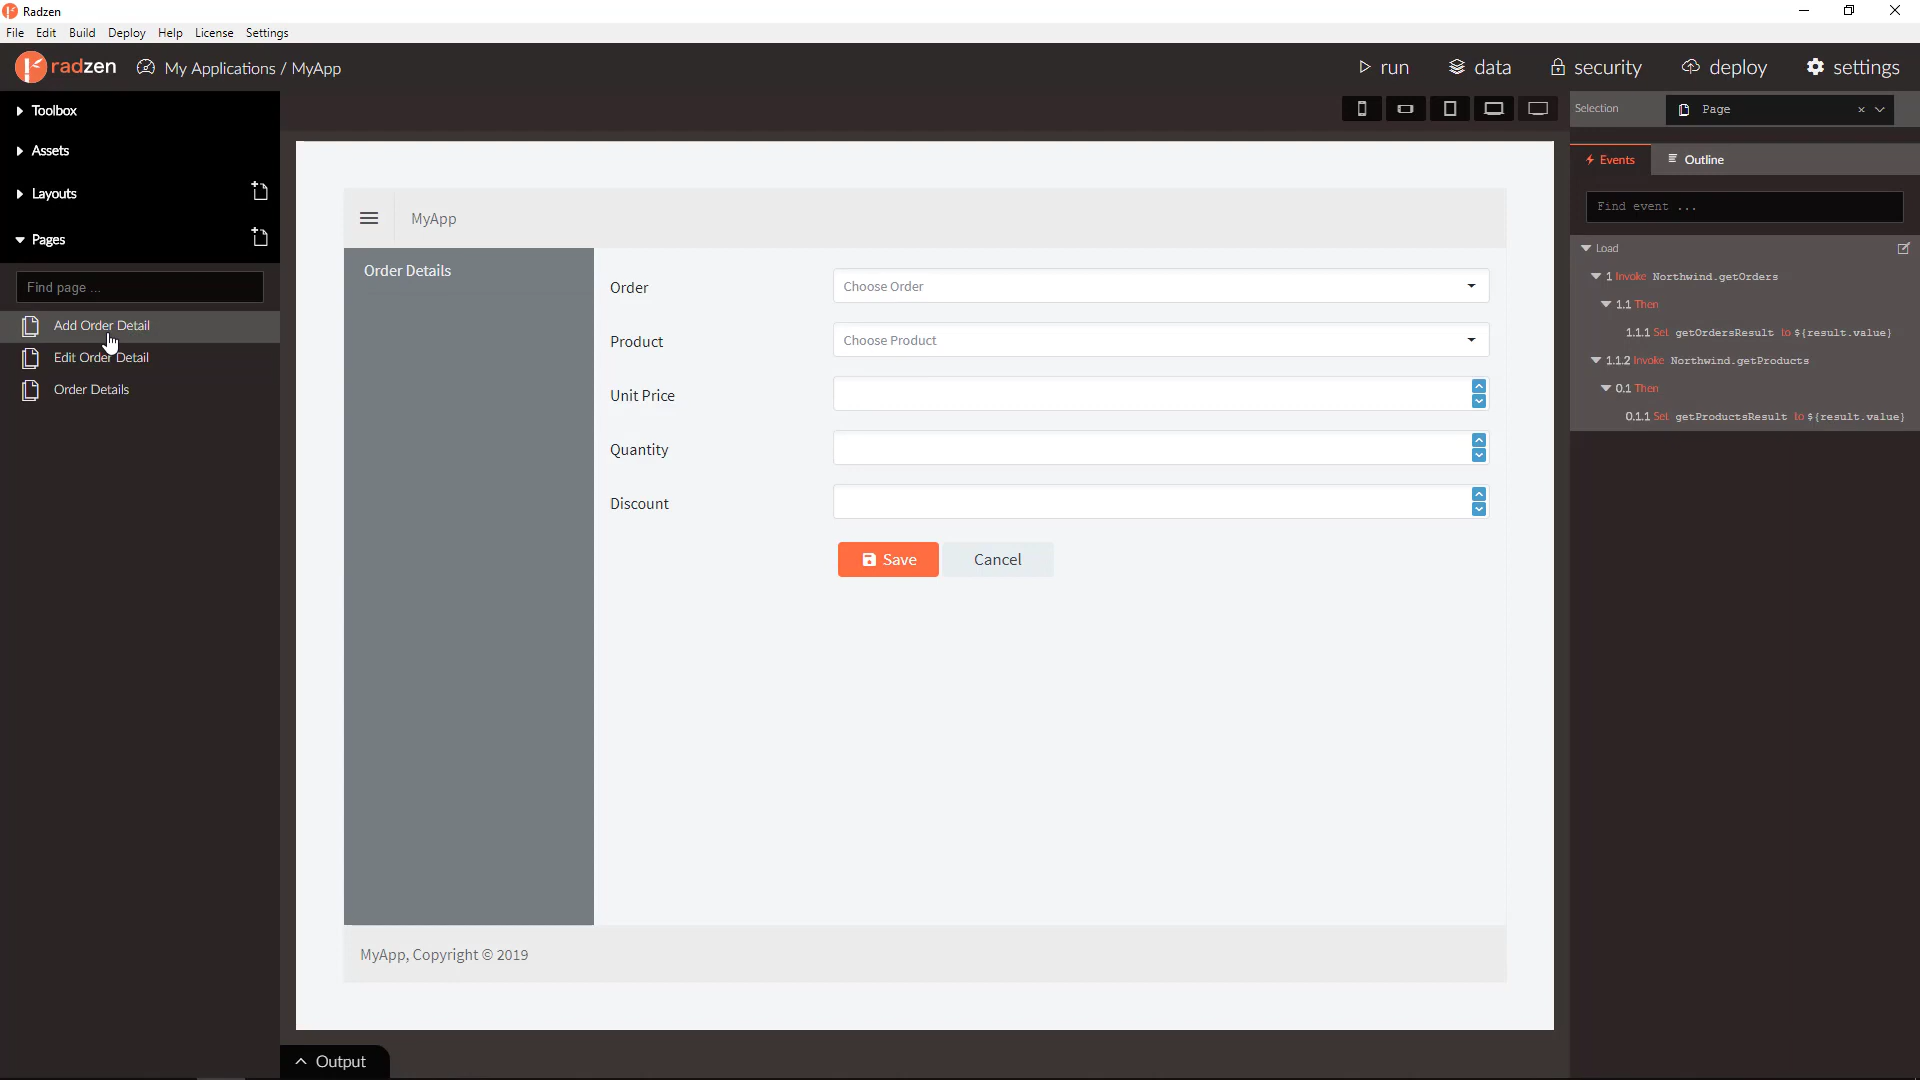 Radzen
File Edit Build Deploy Help License Settings
radzen My Applications / MyApp run data security deploy settings
Toolbox
Assets
Layouts
Pages
Find page ...
Add Order Detail
Edit Order Detail
Order Details
MyApp
Order Details
Order Choose Order
Product Choose Product
Unit Price
Quantity
Discount
Save Cancel
MyApp, Copyright © 2019
Output
Selection Page
Events Outline
Find event ...
Load
1 Invoke Northwind.getOrders
1.1 Then
1.1.1 Set getOrdersResult to ${result.value}
1.1.2 Invoke Northwind.getProducts
0.1 Then
0.1.1 Set getProductsResult to ${result.value}